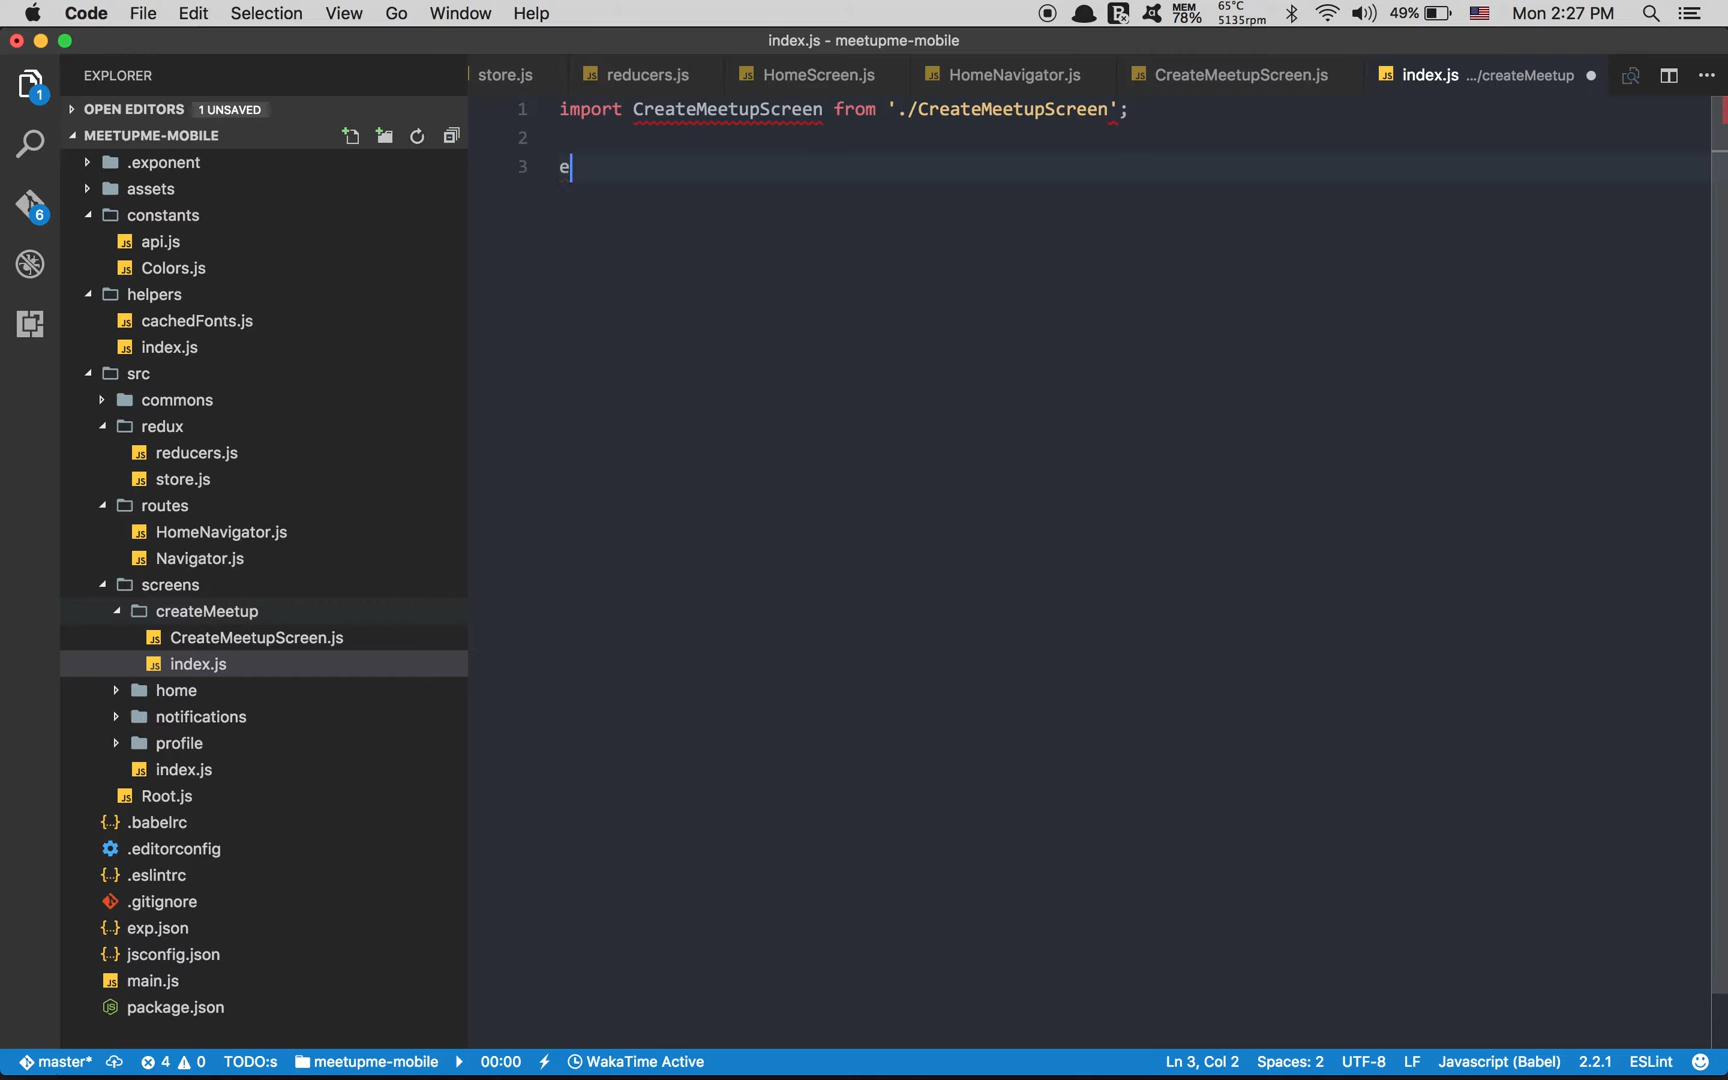 Code File Edit Selection View Go Window Help
MEM 78% 65°C 5135rpm 49% Mon 2:27 PM
index.js - meetupme-mobile
EXPLORER
store.js reducers.js HomeScreen.js HomeNavigator.js CreateMeetupScreen.js index.js .../createMeetup
OPEN EDITORS 1 UNSAVED
MEETUPME-MOBILE
.exponent
assets
constants
api.js
Colors.js
helpers
cachedFonts.js
index.js
src
commons
redux
reducers.js
store.js
routes
HomeNavigator.js
Navigator.js
screens
createMeetup
CreateMeetupScreen.js
index.js
home
notifications
profile
index.js
Root.js
.babelrc
.editorconfig
.eslintrc
.gitignore
exp.json
jsconfig.json
main.js
package.json
1
6
1 import CreateMeetupScreen from './CreateMeetupScreen';
2
3 e
master* 4 0 TODO:s meetupme-mobile 00:00 WakaTime Active Ln 3, Col 2 Spaces: 2 UTF-8 LF Javascript (Babel) 2.2.1 ESLint